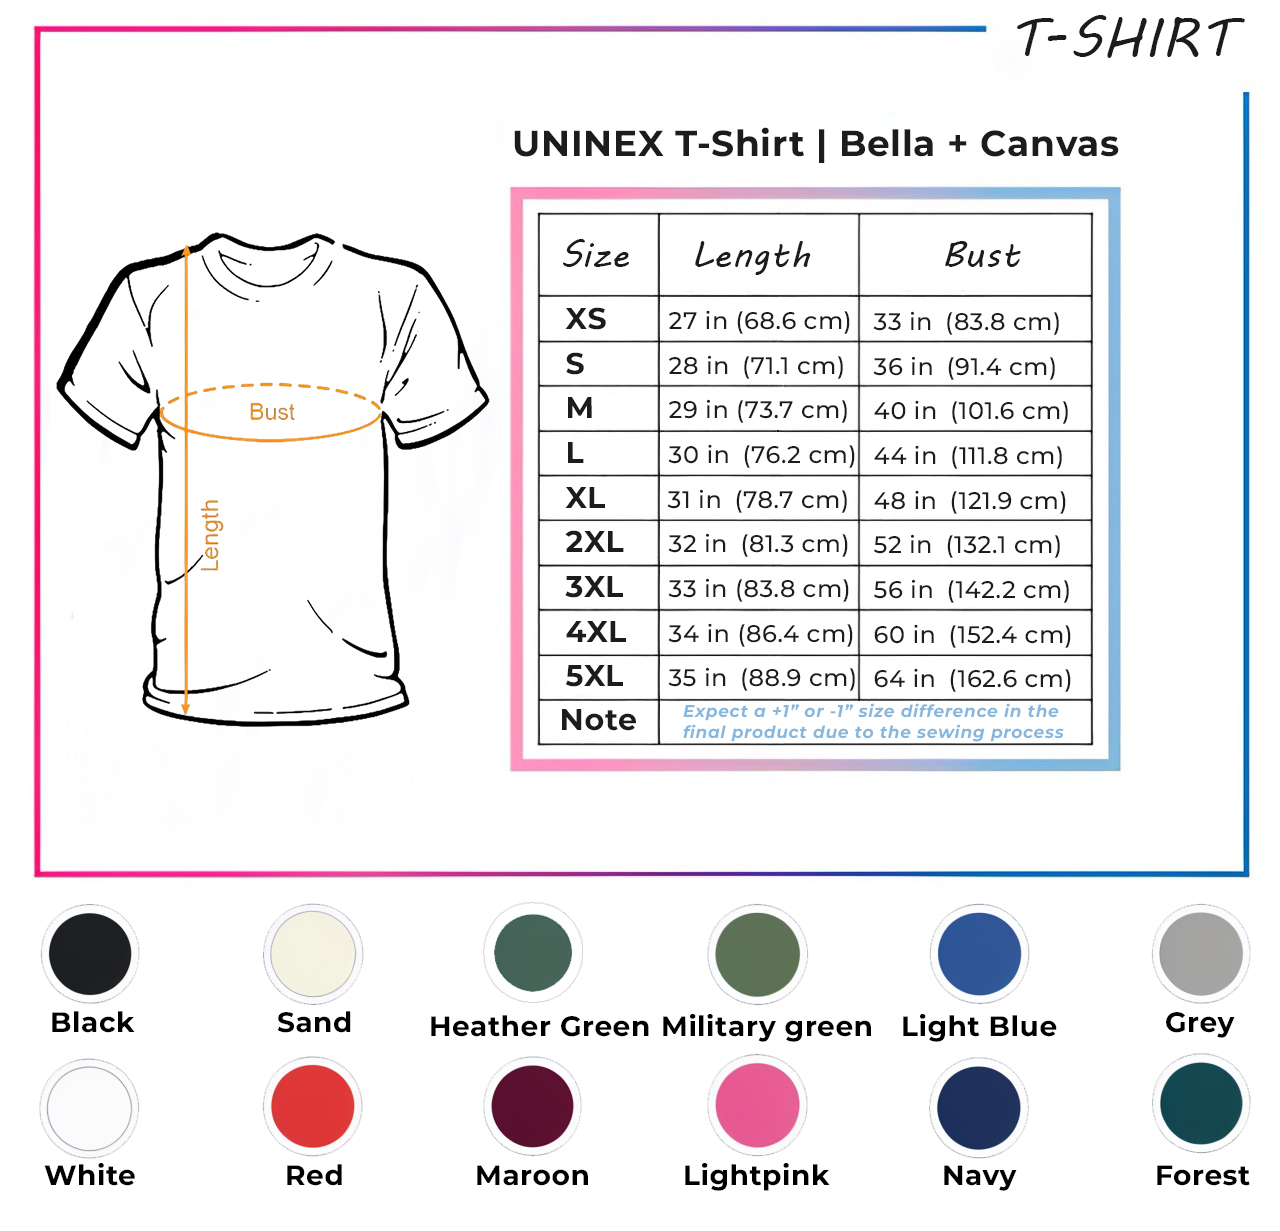 T-SHIRT
UNINEX T-Shirt | Bella + Canvas
Size Length Bust
XS 27 in (68.6 cm) 33 in (83.8 cm)
S 28 in (71.1 cm) 36 in (91.4 cm)
M 29 in (73.7 cm) 40 in (101.6 cm)
L 30 in (76.2 cm) 44 in (111.8 cm)
XL 31 in (78.7 cm) 48 in (121.9 cm)
2XL 32 in (81.3 cm) 52 in (132.1 cm)
3XL 33 in (83.8 cm) 56 in (142.2 cm)
4XL 34 in (86.4 cm) 60 in (152.4 cm)
5XL 35 in (88.9 cm) 64 in (162.6 cm)
Note Expect a +1” or -1” size difference in the
final product due to the sewing process
Bust
Length
Black Sand Heather Green Military green Light Blue Grey
White Red Maroon Lightpink Navy Forest